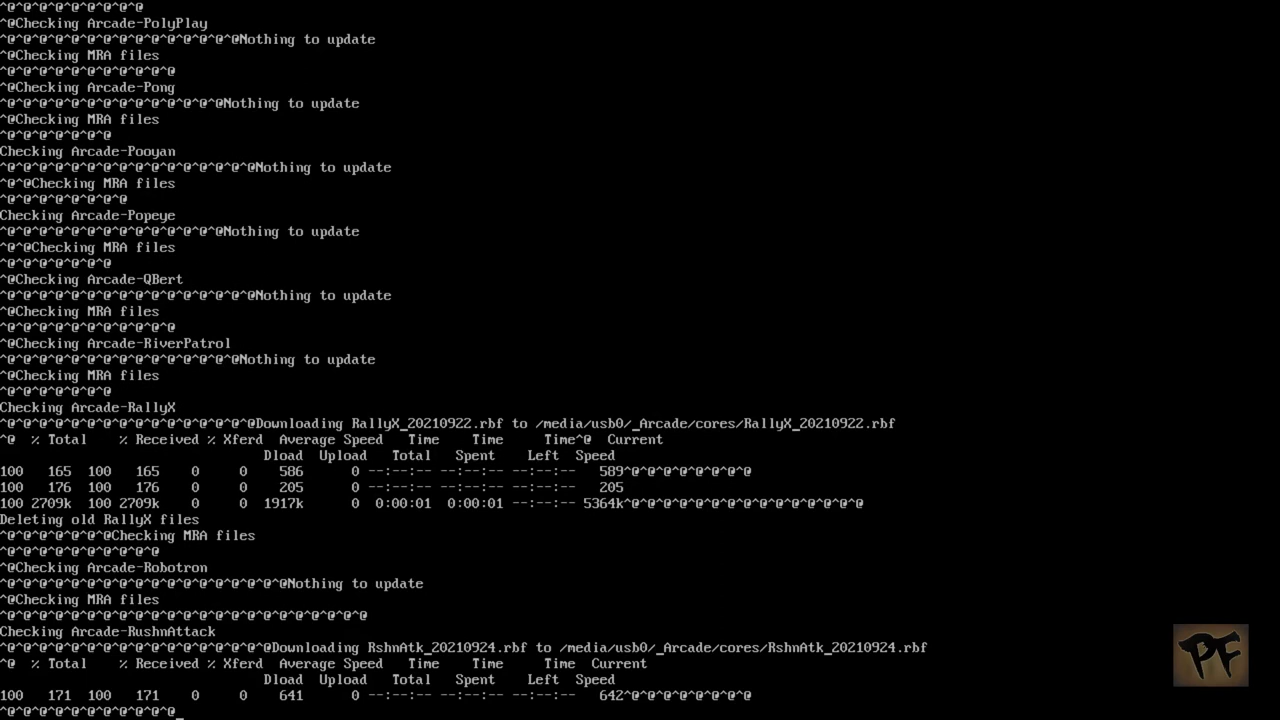 ^@^@^@^@^@^@^@^@^@
^@Checking Arcade-PolyPlay
^@^@^@^@^@^@^@^@^@^@^@^@^@^@^@Nothing to update
^@Checking MRA files
^@^@^@^@^@^@^@^@^@^@^@
^@Checking Arcade-Pong
^@^@^@^@^@^@^@^@^@^@^@^@^@^@Nothing to update
^@Checking MRA files
^@^@^@^@^@^@^@
Checking Arcade-Pooyan
^@^@^@^@^@^@^@^@^@^@^@^@^@^@^@^@Nothing to update
^@^@Checking MRA files
^@^@^@^@^@^@^@^@
Checking Arcade-Popeye
^@^@^@^@^@^@^@^@^@^@^@^@^@^@Nothing to update
^@^@Checking MRA files
^@^@^@^@^@^@^@
^@Checking Arcade-QBert
^@^@^@^@^@^@^@^@^@^@^@^@^@^@^@^@Nothing to update
^@Checking MRA files
^@^@^@^@^@^@^@^@^@^@^@
^@Checking Arcade-RiverPatrol
^@^@^@^@^@^@^@^@^@^@^@^@^@^@^@Nothing to update
^@Checking MRA files
^@^@^@^@^@^@^@
Checking Arcade-RallyX
^@^@^@^@^@^@^@^@^@^@^@^@^@^@^@^@Downloading RallyX_20210922.rbf to /media/usb0/_Arcade/cores/RallyX_20210922.rbf
^@  % Total    % Received % Xferd  Average Speed   Time    Time     Time^@  Current
                                 Dload  Upload   Total   Spent    Left  Speed
100   165  100   165    0     0    586      0 --:--:-- --:--:-- --:--:--   589^@^@^@^@^@^@^@^@
100   176  100   176    0     0    205      0 --:--:-- --:--:-- --:--:--   205
100 2709k  100 2709k    0     0  1917k      0  0:00:01  0:00:01 --:--:-- 5364k^@^@^@^@^@^@^@^@^@^@^@^@^@^@^@
Deleting old RallyX files
^@^@^@^@^@^@^@Checking MRA files
^@^@^@^@^@^@^@^@^@^@
^@Checking Arcade-Robotron
^@^@^@^@^@^@^@^@^@^@^@^@^@^@^@^@^@^@Nothing to update
^@Checking MRA files
^@^@^@^@^@^@^@^@^@^@^@^@^@^@^@^@^@^@^@^@^@^@^@
Checking Arcade-RushnAttack
^@^@^@^@^@^@^@^@^@^@^@^@^@^@^@^@^@Downloading RshnAtk_20210924.rbf to /media/usb0/_Arcade/cores/RshnAtk_20210924.rbf
^@  % Total    % Received % Xferd  Average Speed   Time    Time     Time  Current
                                 Dload  Upload   Total   Spent    Left  Speed
100   171  100   171    0     0    641      0 --:--:-- --:--:-- --:--:--   642^@^@^@^@^@^@^@^@
^@^@^@^@^@^@^@^@^@^@^@_
PF